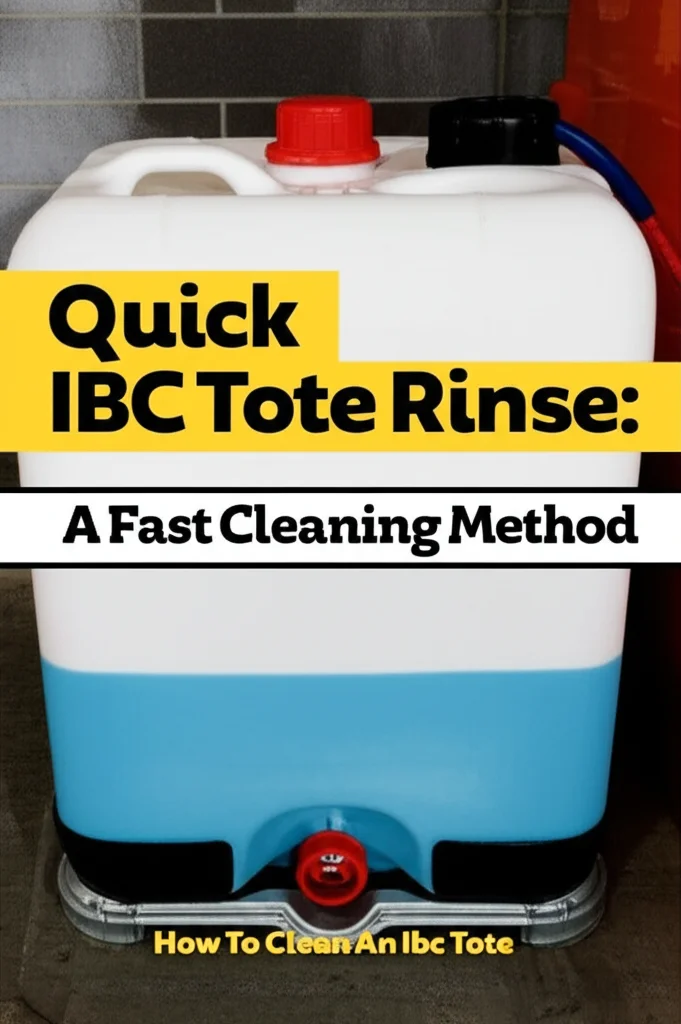 Quick
IBC Tote Rinse:
A Fast Cleaning Method
How To Clean An Ibc Tote